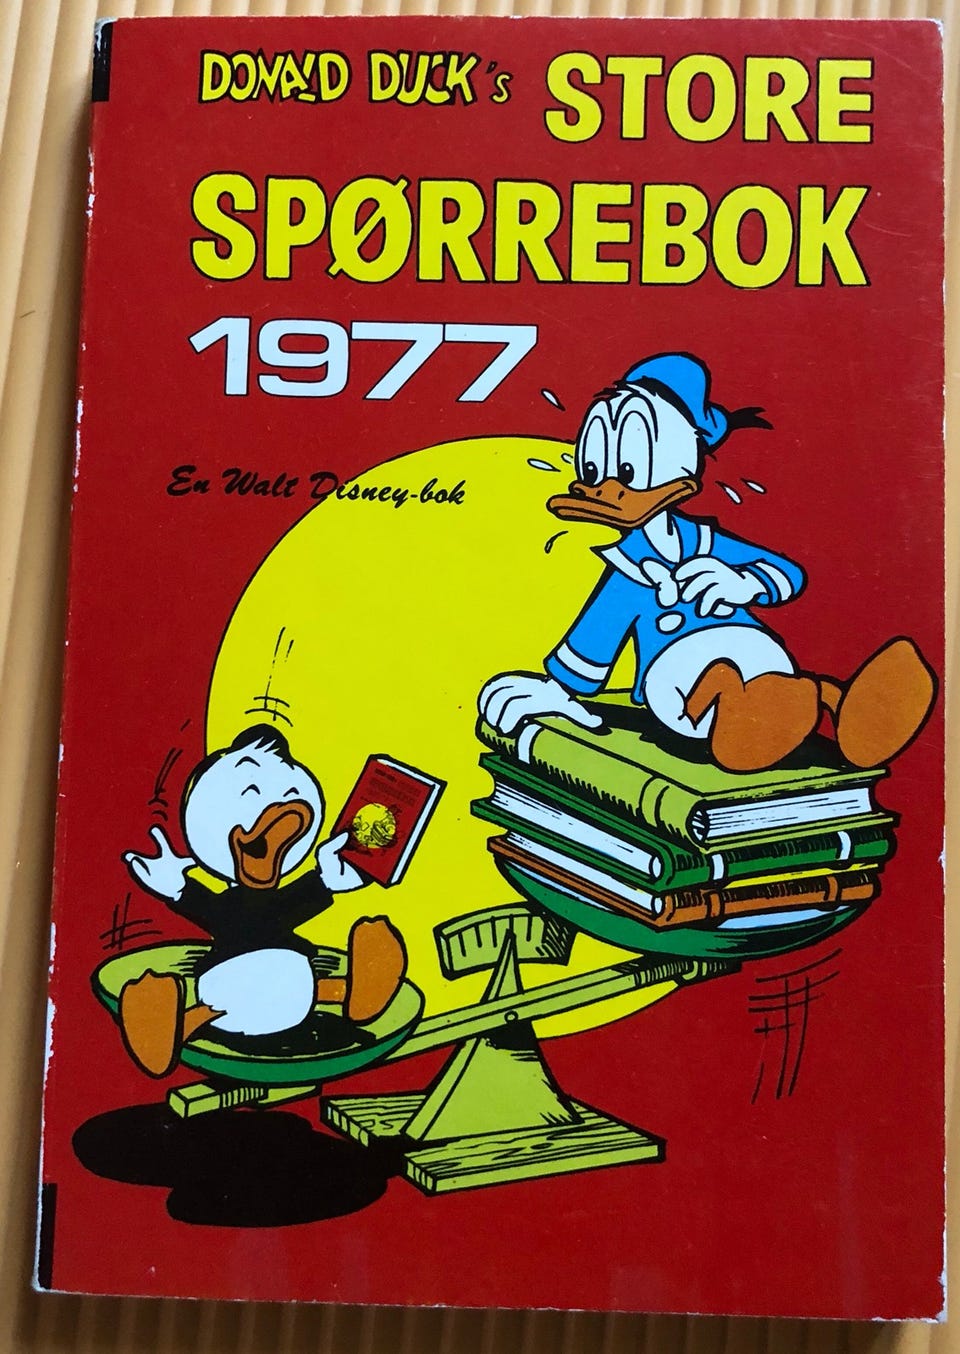 DONALD DUCK's STORE
SPØRREBOK
1977
En Walt Disney-bok